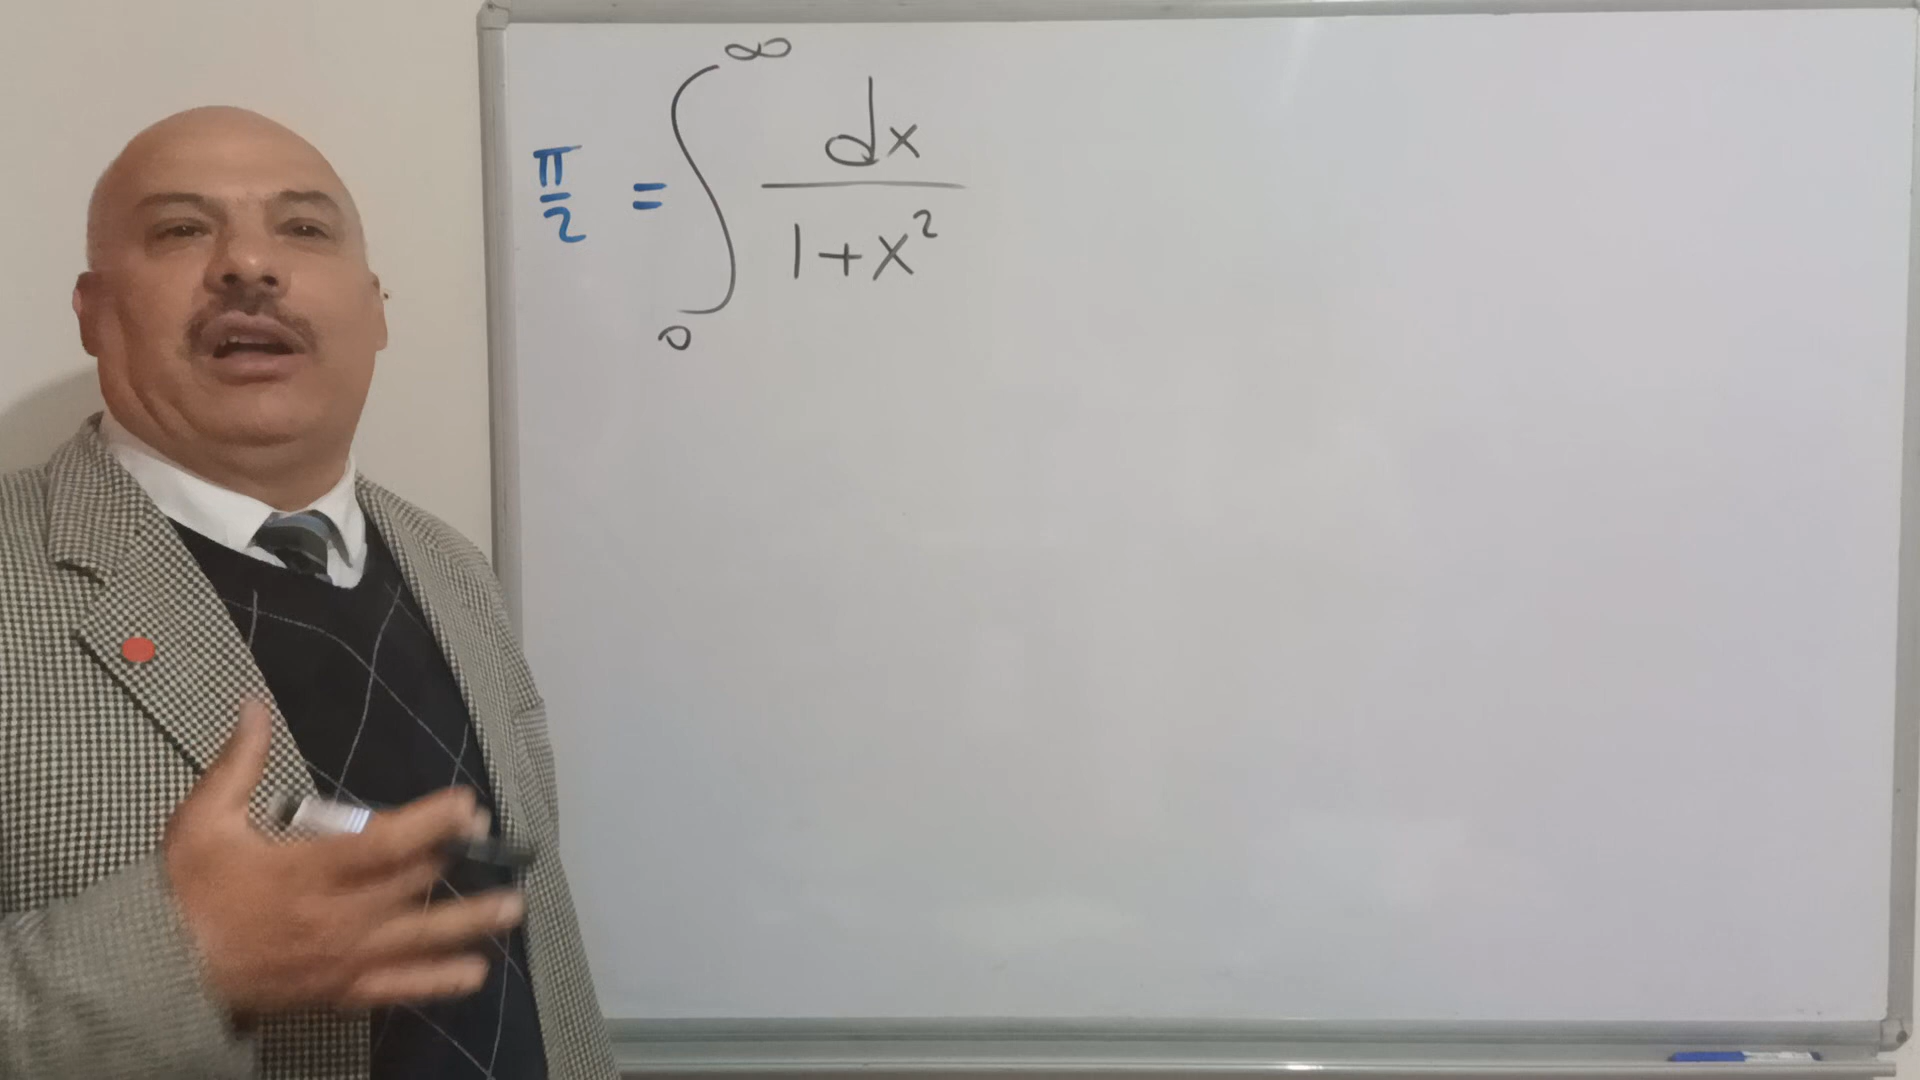 π/2 = ∫₀^∞ dx/(1+x²)